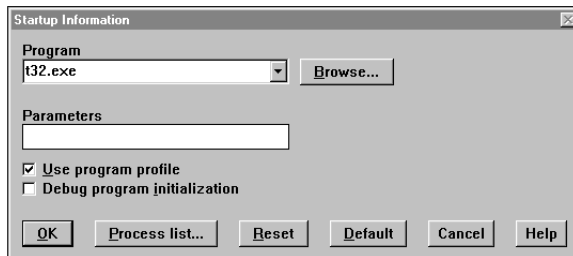 Startup Information
Program
t32.exe
Browse...
Parameters
Use program profile
Debug program initialization
OK Process list... Reset Default Cancel Help